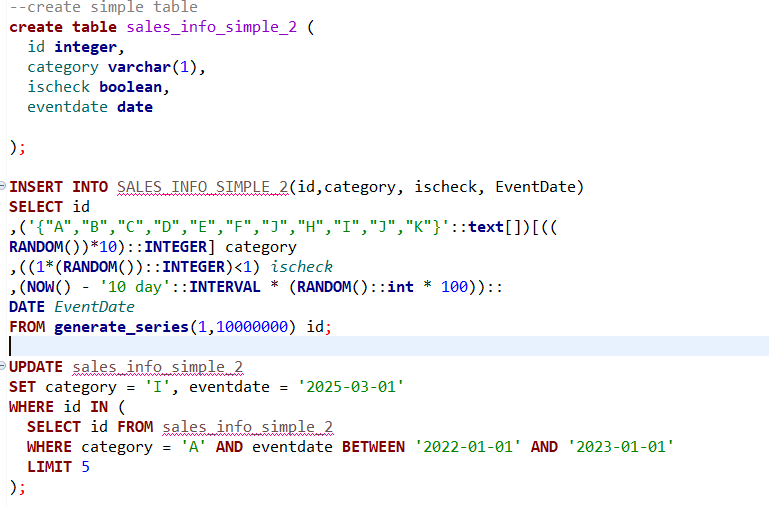 --create simple table
create table sales_info_simple_2 (
id integer,
category varchar(1),
ischeck boolean,
eventdate date
);
INSERT INTO SALES_INFO_SIMPLE_2(id,category, ischeck, EventDate)
SELECT id
,('{"A","B","C","D","E","F","J","H","I","J","K"}'::text[])[((
RANDOM())*10)::INTEGER] category
,((1*(RANDOM())::INTEGER)<1) ischeck
,(NOW() - '10 day'::INTERVAL * (RANDOM()::int * 100))::
DATE EventDate
FROM generate_series(1,10000000) id;
UPDATE sales_info_simple_2
SET category = 'I', eventdate = '2025-03-01'
WHERE id IN (
SELECT id FROM sales_info_simple_2
WHERE category = 'A' AND eventdate BETWEEN '2022-01-01' AND '2023-01-01'
LIMIT 5
);